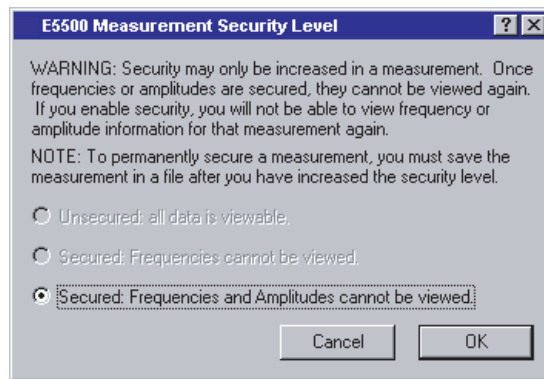 E5500 Measurement Security Level
WARNING: Security may only be increased in a measurement. Once
frequencies or amplitudes are secured, they cannot be viewed again.
If you enable security, you will not be able to view frequency or
amplitude information for that measurement again.
NOTE: To permanently secure a measurement, you must save the
measurement in a file after you have increased the security level.
Unsecured: all data is viewable.
Secured: Frequencies cannot be viewed.
Secured: Frequencies and Amplitudes cannot be viewed.
Cancel OK